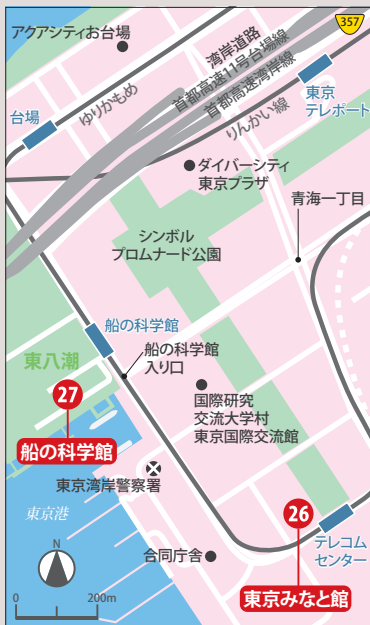 357
アクアシティお台場
湾岸道路
首都高速11号台場線
首都高速湾岸線
ゆりかもめ
りんかい線
台場
東京
テレポート
ダイバーシティ
東京プラザ
青海一丁目
シンボル
プロムナード公園
船の科学館
東八潮
船の科学館
入り口
27
船の科学館
国際研究
交流大学村
東京国際交流館
東京湾岸警察署
東京港
26
テレコム
センター
合同庁舎
東京みなと館
N
0 200m